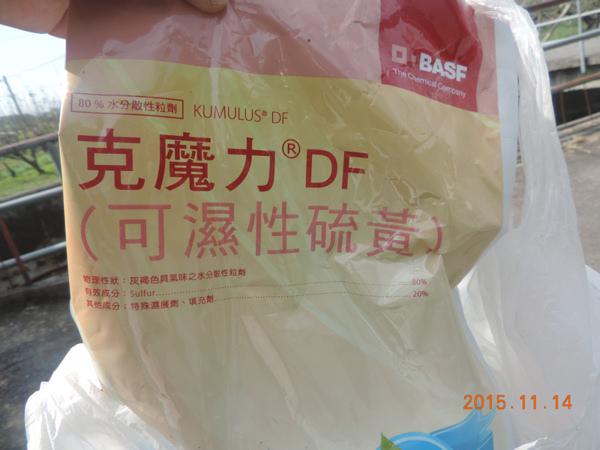 BASF
The Chemical Company
80%水分散性粒劑 KUMULUS® DF
克魔力®DF
(可濕性硫黃)
物理性狀：灰褐色具氣味之水分散性粒劑
有效成分：Sulfur 80%
其他成分：特殊濕展劑、填充劑 20%
2015.11.14